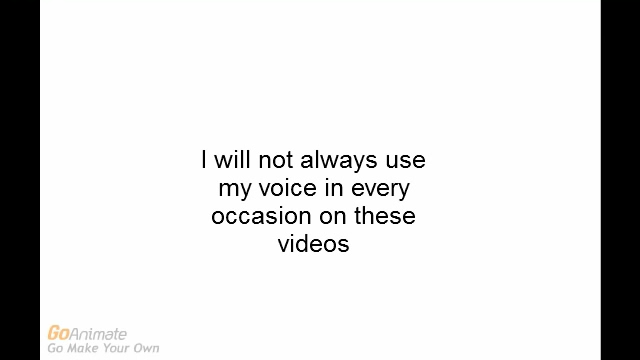 I will not always use
my voice in every
occasion on these
videos
GoAnimate
Go Make Your Own